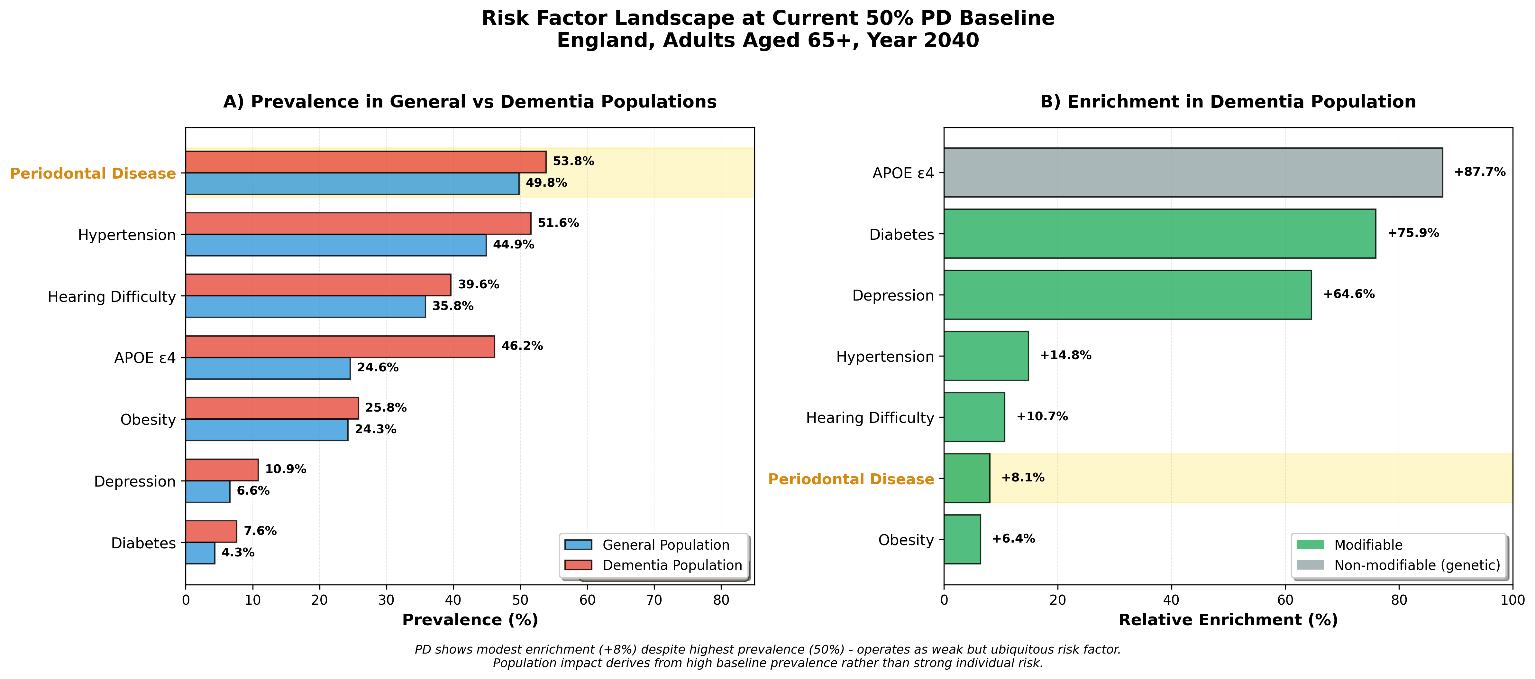 Risk Factor Landscape at Current 50% PD Baseline
England, Adults Aged 65+, Year 2040
A) Prevalence in General vs Dementia Populations
Periodontal Disease
53.8%
49.8%
Hypertension
51.6%
44.9%
Hearing Difficulty
39.6%
35.8%
APOE ε4
46.2%
24.6%
Obesity
25.8%
24.3%
Depression
10.9%
6.6%
Diabetes
7.6%
4.3%
General Population
Dementia Population
0 10 20 30 40 50 60 70 80
Prevalence (%)
B) Enrichment in Dementia Population
APOE ε4
+87.7%
Diabetes
+75.9%
Depression
+64.6%
Hypertension
+14.8%
Hearing Difficulty
+10.7%
Periodontal Disease
+8.1%
Obesity
+6.4%
Modifiable
Non-modifiable (genetic)
0 20 40 60 80 100
Relative Enrichment (%)
PD shows modest enrichment (+8%) despite highest prevalence (50%) - operates as weak but ubiquitous risk factor.
Population impact derives from high baseline prevalence rather than strong individual risk.